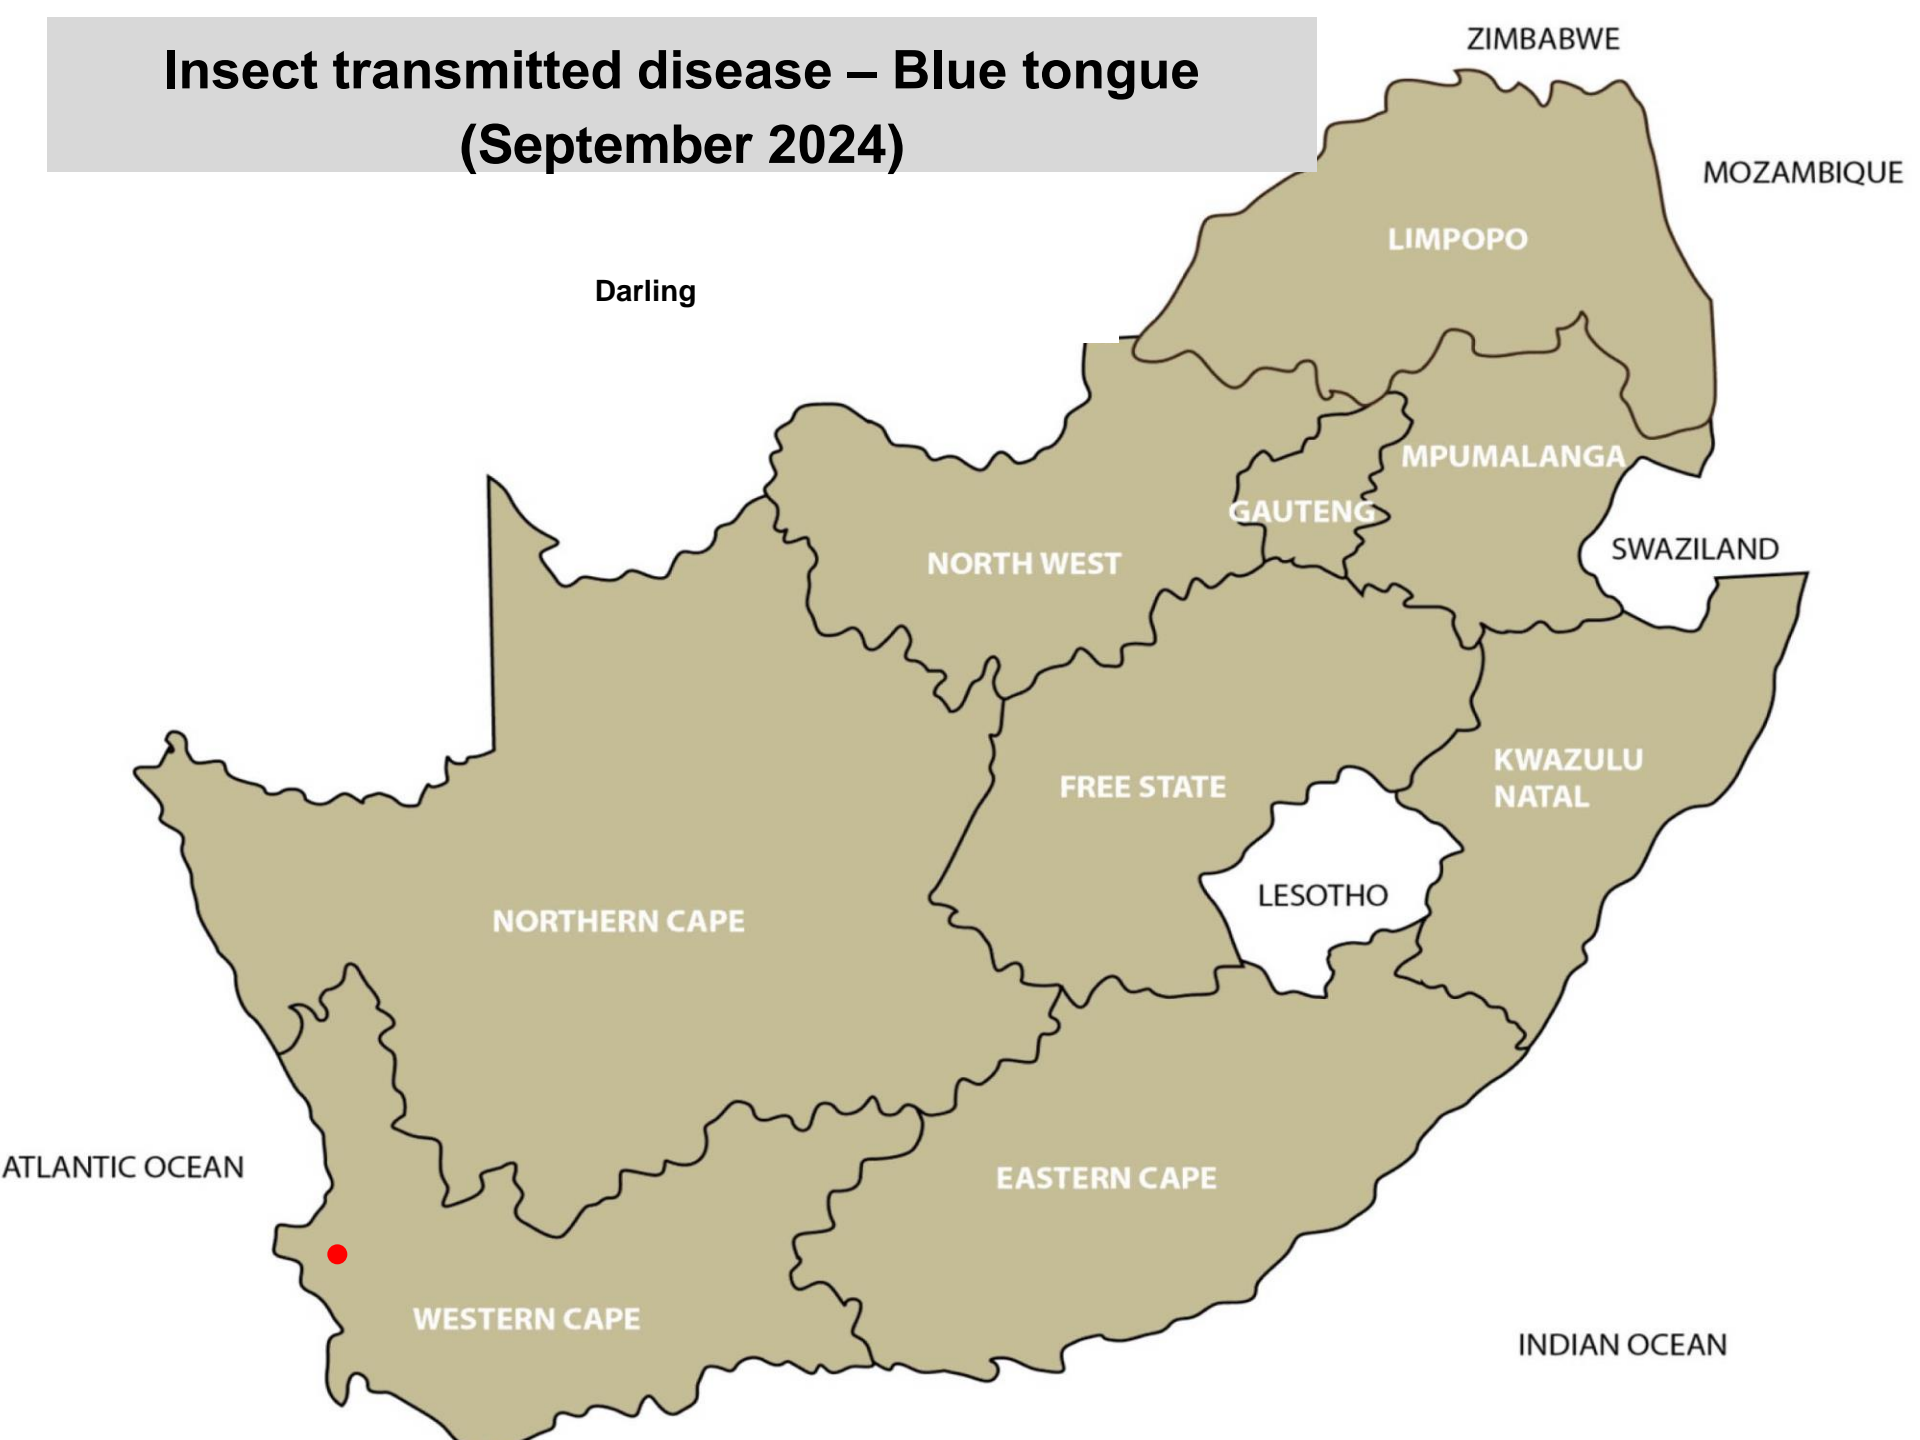 Insect transmitted disease – Blue tongue
(September 2024)
ZIMBABWE
MOZAMBIQUE
LIMPOPO
Darling
MPUMALANGA
GAUTENG
SWAZILAND
NORTH WEST
KWAZULU
NATAL
FREE STATE
LESOTHO
NORTHERN CAPE
ATLANTIC OCEAN
EASTERN CAPE
WESTERN CAPE
INDIAN OCEAN